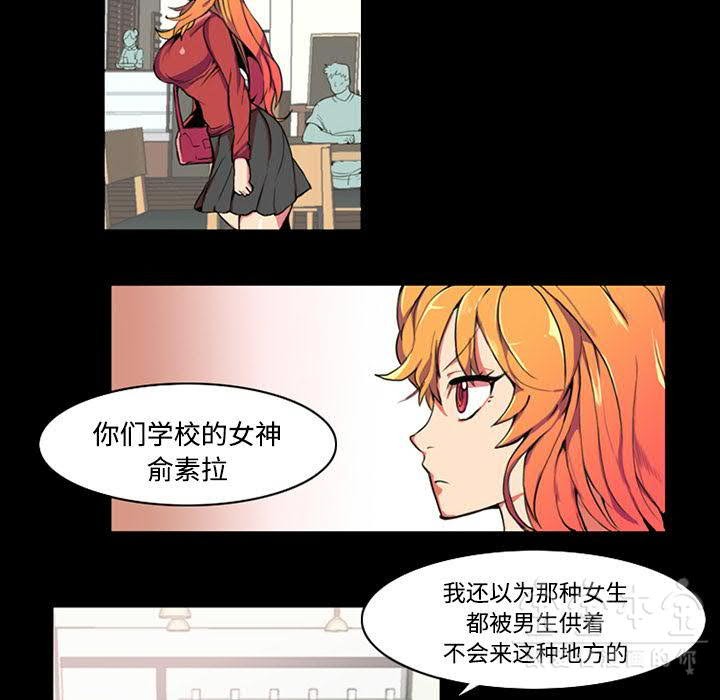 你们学校的女神
俞素拉
我还以为那种女生
都被男生供着
不会来这种地方的